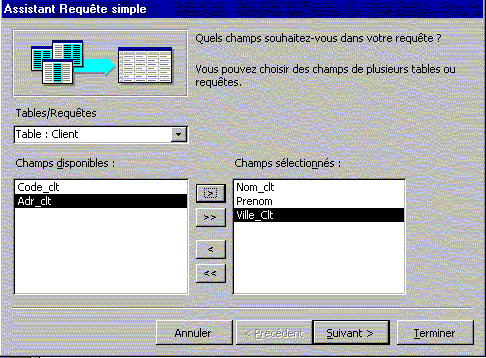 Assistant Requête simple
Quels champs souhaitez-vous dans votre requête ?
Vous pouvez choisir des champs de plusieurs tables ou
requêtes.
Tables/Requêtes
Table : Client
Champs disponibles :
Champs sélectionnés :
Code_clt
Adr_clt
>
>>
<
<<
Nom_clt
Prenom
Ville_Clt
Annuler
< Précédent
Suivant >
Terminer